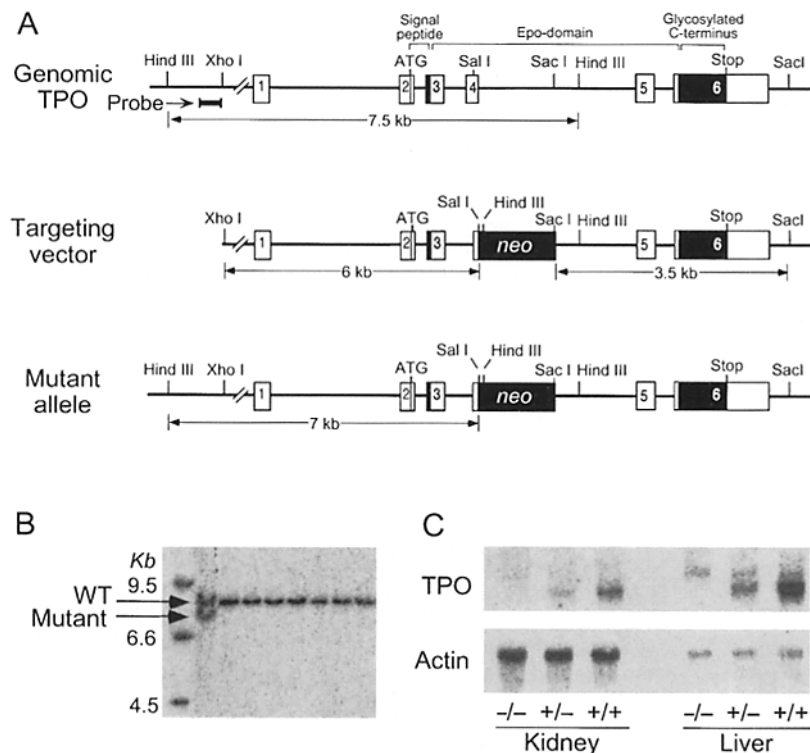 A
Signal peptide
Epo-domain
Glycosylated C-terminus
Genomic TPO
Hind III Xho I ATG Sal I Sac I Hind III Stop SacI
1 2 3 4 5 6
Probe
7.5 kb
Targeting vector
Xho I ATG Sal I Hind III Sac I Hind III Stop SacI
1 2 3 neo 5 6
6 kb 3.5 kb
Mutant allele
Hind III Xho I ATG Sal I Hind III Sac I Hind III Stop SacI
1 2 3 neo 5 6
7 kb
B
Kb
9.5
WT
Mutant
6.6
4.5
C
TPO
Actin
–/– +/– +/+ –/– +/– +/+
Kidney Liver